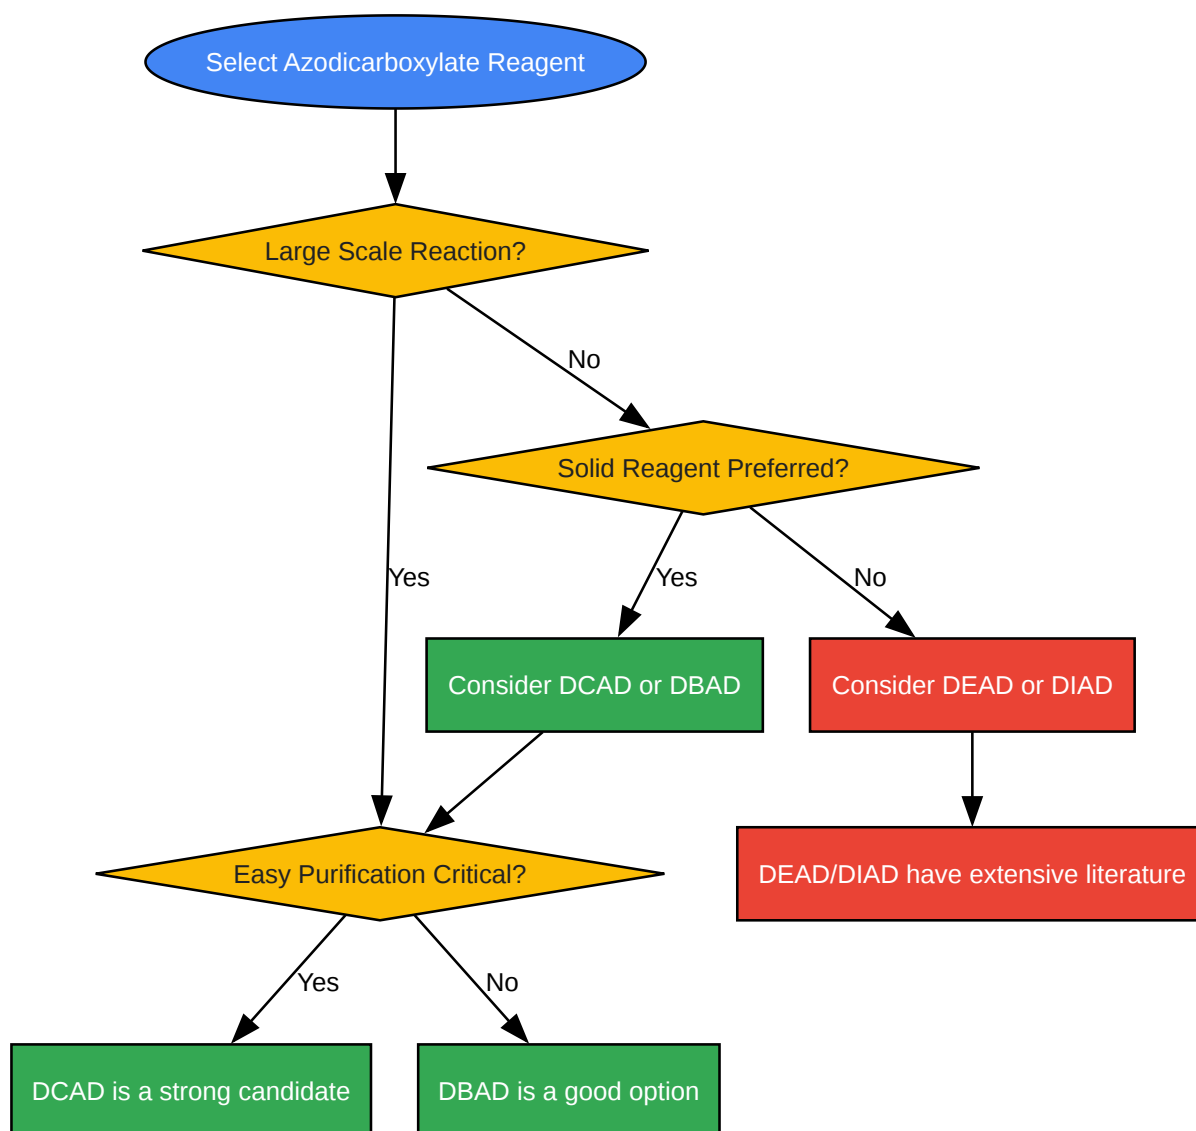 Select Azodicarboxylate Reagent
Large Scale Reaction?
No
Solid Reagent Preferred?
Yes
Yes
No
Consider DCAD or DBAD
Consider DEAD or DIAD
Easy Purification Critical?
DEAD/DIAD have extensive literature
Yes
No
DCAD is a strong candidate
DBAD is a good option